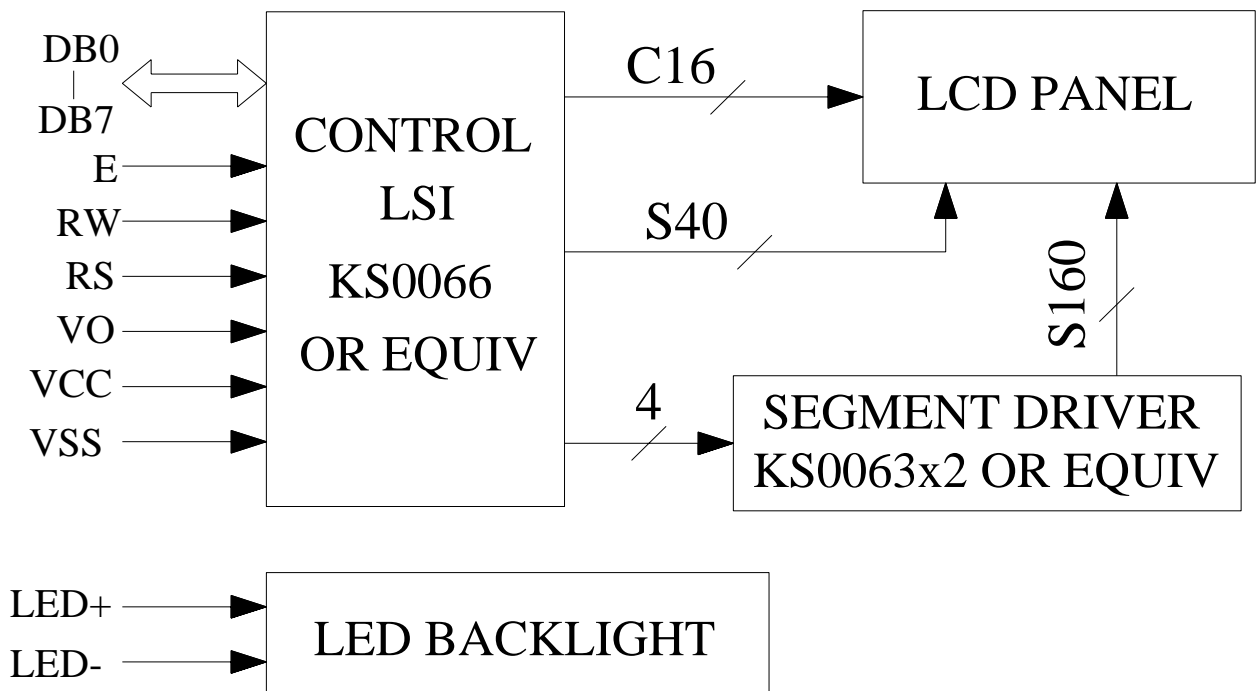 DB0
DB7
E
RW
RS
VO
VCC
VSS
CONTROL
LSI
KS0066
OR EQUIV
C16
S40
4
LCD PANEL
S160
SEGMENT DRIVER
KS0063x2 OR EQUIV
LED+
LED-
LED BACKLIGHT